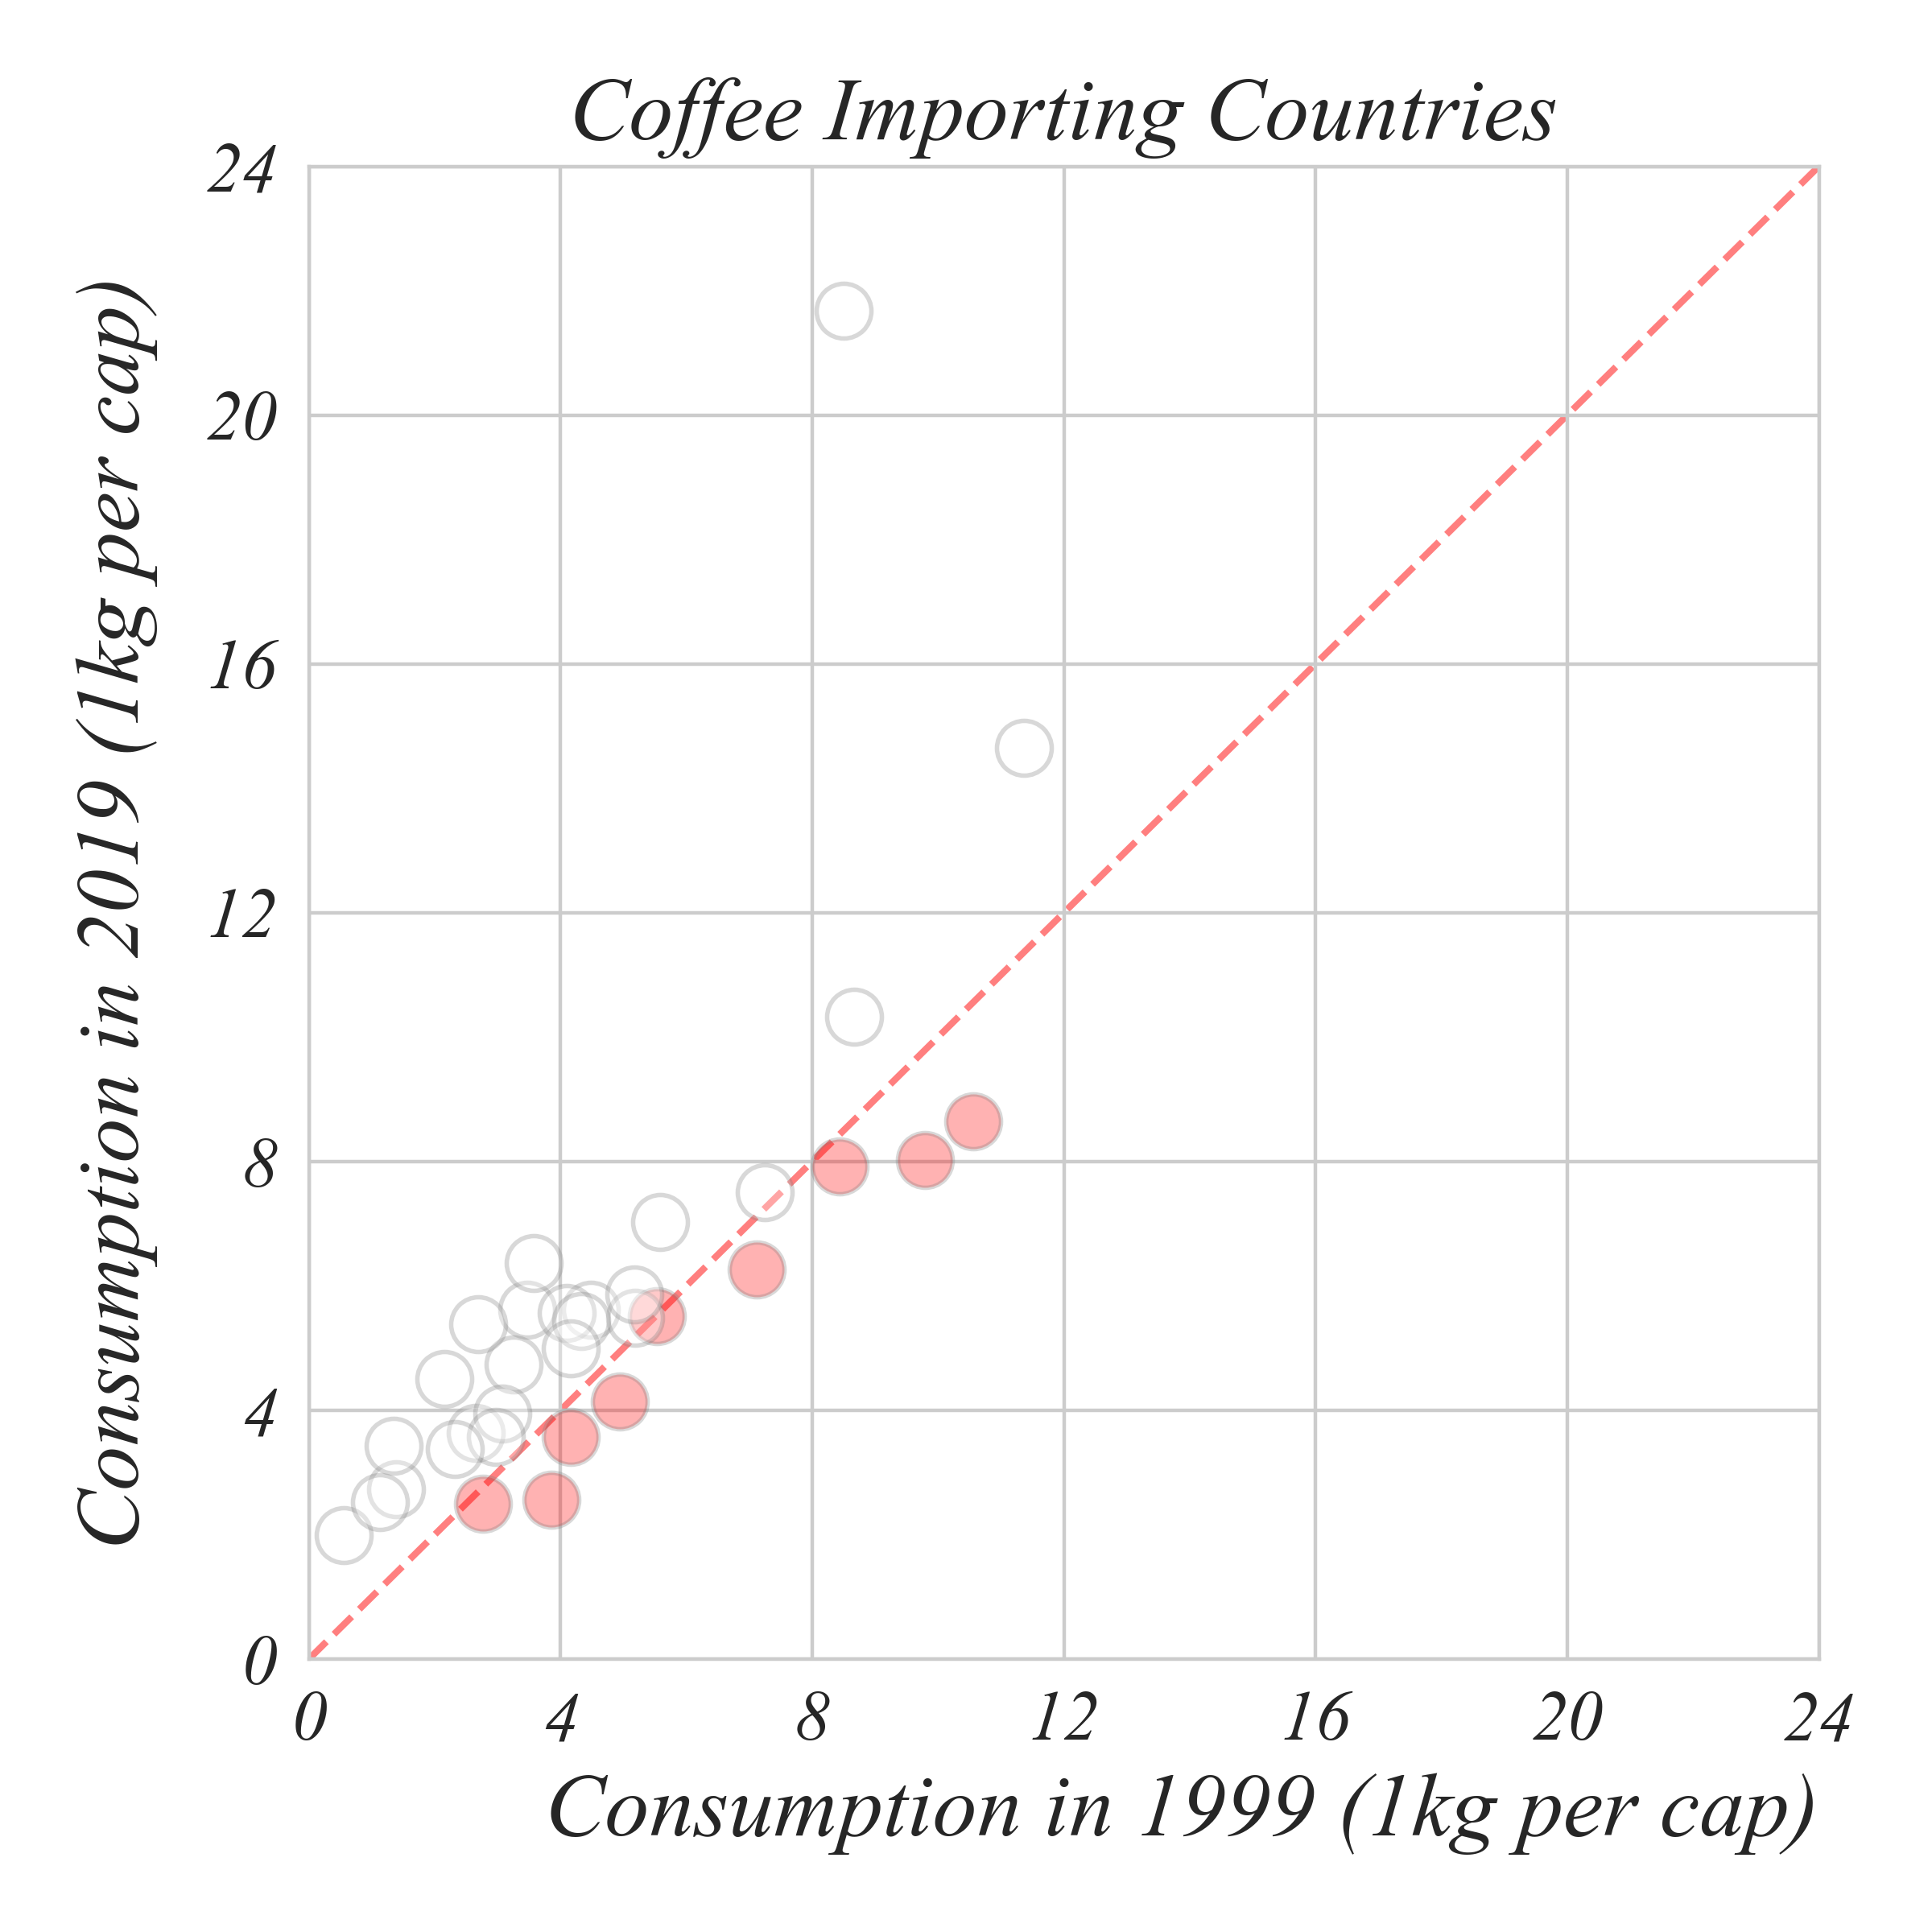 Coffee Importing Countries
Consumption in 2019 (1kg per cap)
24
20
16
12
8
4
0
0 4 8 12 16 20 24
Consumption in 1999 (1kg per cap)